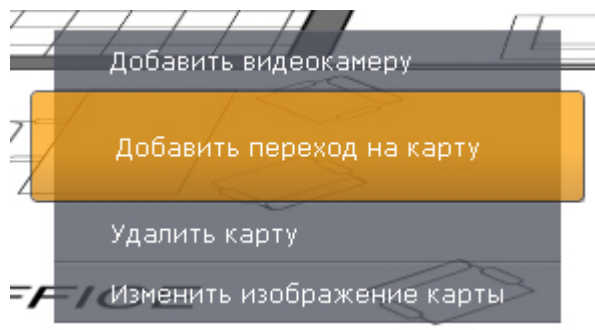 Добавить видеокамеру
Добавить переход на карту
Удалить карту
Изменить изображение карты